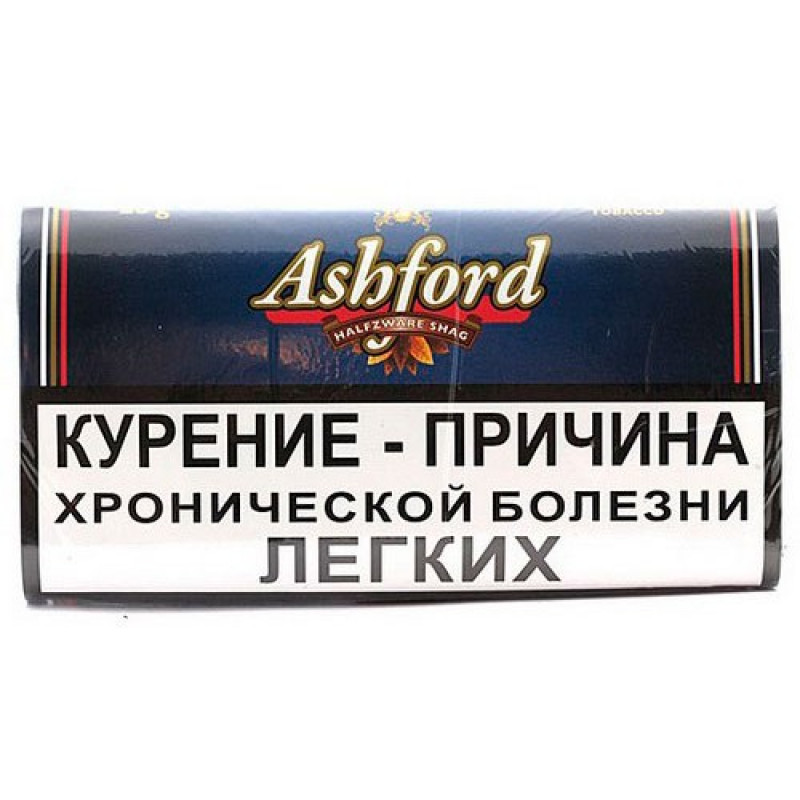 TOBACCO
Ashford
HALFZWARE SHAG
КУРЕНИЕ - ПРИЧИНА
ХРОНИЧЕСКОЙ БОЛЕЗНИ
ЛЕГКИХ